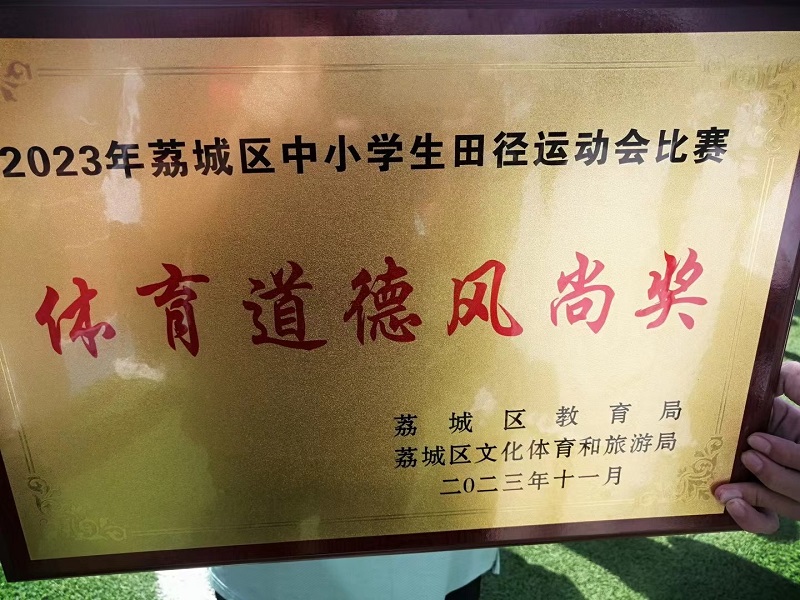 2023年荔城区中小学生田径运动会比赛
体育道德风尚奖
荔城区教育局
荔城区文化体育和旅游局
二〇二三年十一月